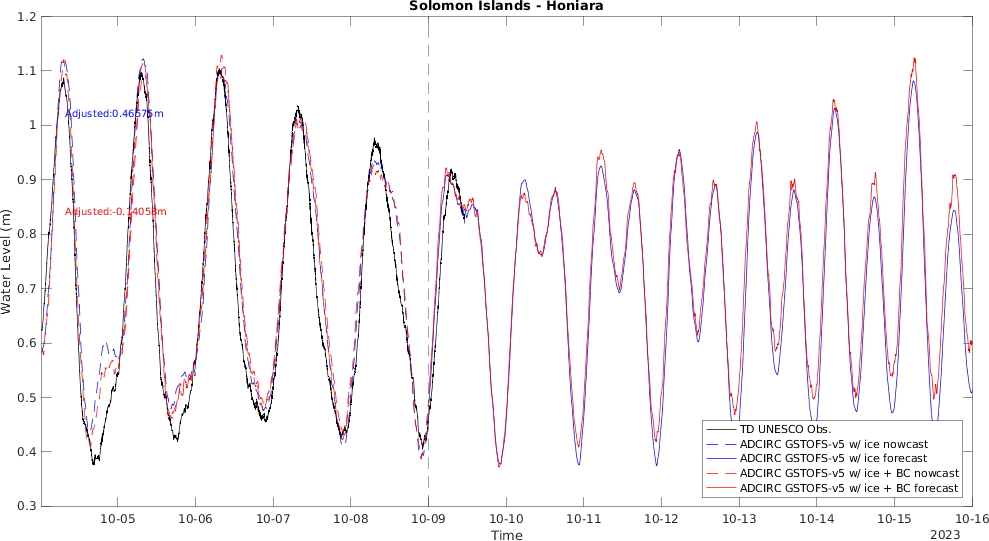 Solomon Islands - Honiara
1.2
1.1
1
0.9
0.8
0.7
0.6
0.5
0.4
0.3
Water Level (m)
Adjusted:0.46575m
Adjusted:-0.14058m
TD UNESCO Obs.
ADCIRC GSTOFS-v5 w/ ice nowcast
ADCIRC GSTOFS-v5 w/ ice forecast
ADCIRC GSTOFS-v5 w/ ice + BC nowcast
ADCIRC GSTOFS-v5 w/ ice + BC forecast
10-05 10-06 10-07 10-08 10-09 10-10 10-11 10-12 10-13 10-14 10-15 10-16
Time
2023